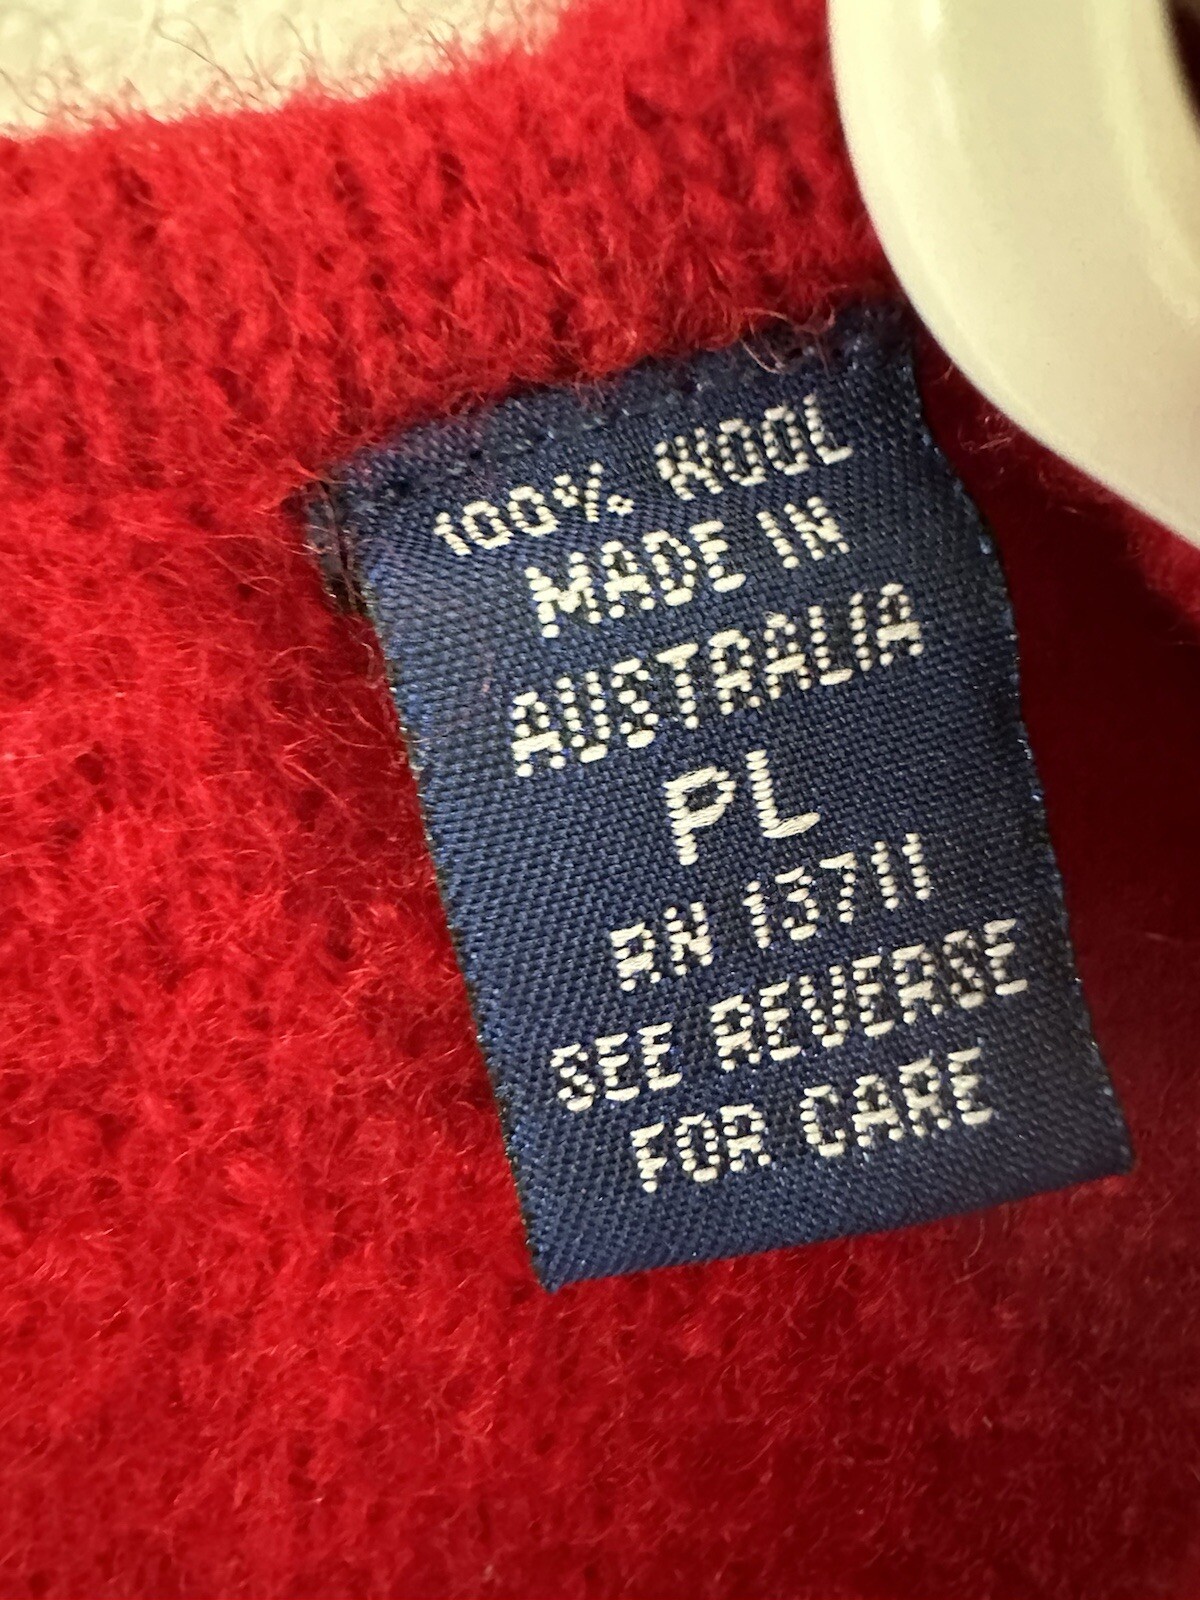 100% WOOL
MADE IN
AUSTRALIA
PL
RN 13711
SEE REVERSE
FOR CARE